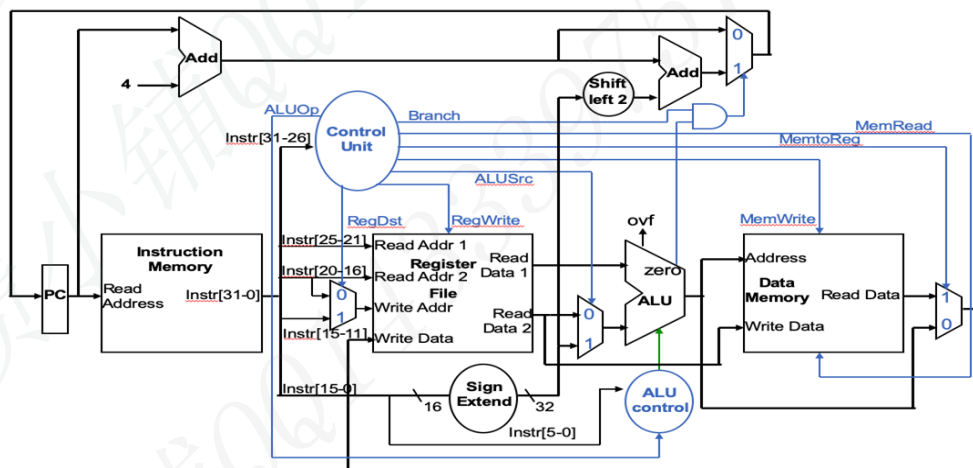 0
Add
Add
4
Shift
left 2
1
ALUOp
Branch
Control
Unit
MemRead
Instr[31-26]
MemtoReg
ALUSrc
RegDst
RegWrite
MemWrite
ovf
Instruction
Memory
Instr[25-21]
Read Addr 1
Read
Data 1
Register
File
zero
Address
Instr[20-16]
Read Addr 2
Data
Memory
PC
Read
Address
Instr[31-0]
0
Write Addr
ALU
Read Data
1
Read
Data 2
0
1
Instr[15-11]
Write Data
1
Write Data
0
Instr[15-0]
Sign
Extend
16
32
ALU
control
Instr[5-0]